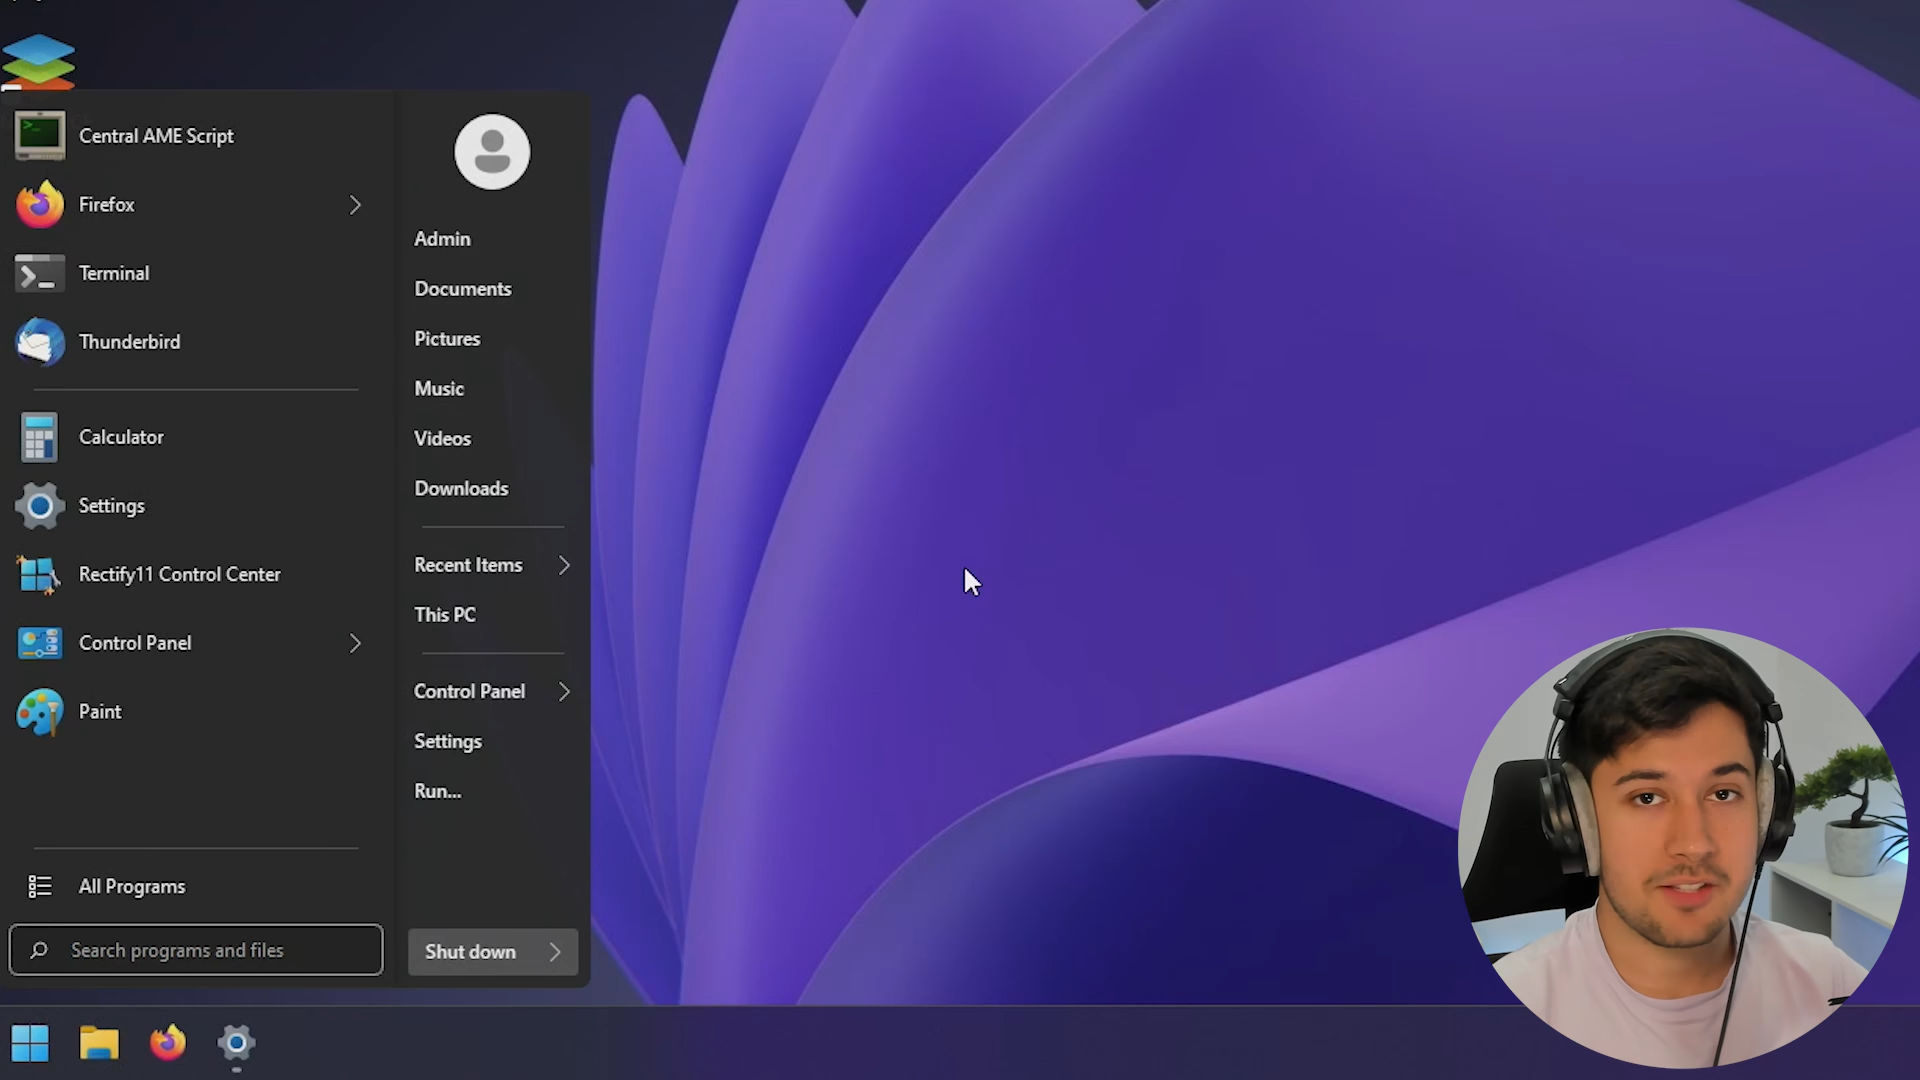 Central AME Script
Firefox
Terminal
Thunderbird
Calculator
Settings
Rectify11 Control Center
Control Panel
Paint
All Programs
Search programs and files
Admin
Documents
Pictures
Music
Videos
Downloads
Recent Items
This PC
Control Panel
Settings
Run...
Shut down